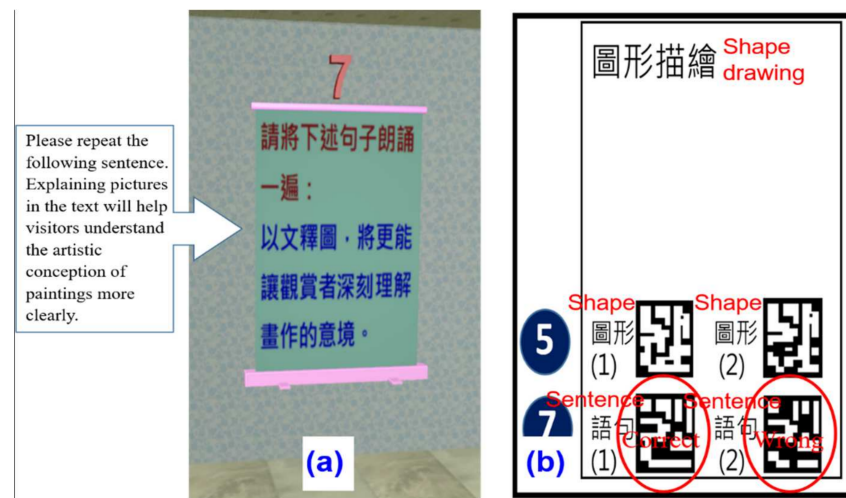 Please repeat the
following sentence.
Explaining pictures
in the text will help
visitors understand
the artistic
conception of
paintings more
clearly.
7
請將下述句子朗誦
一遍：
以文釋圖，將更能
讓觀賞者深刻理解
畫作的意境。
(a)
圖形描繪 Shape
drawing
Shape Shape
5 圖形 圖形
(1) (2)
Sentence Sentence
7 語句 Correct 語句 Wrong
(b) (1) (2)